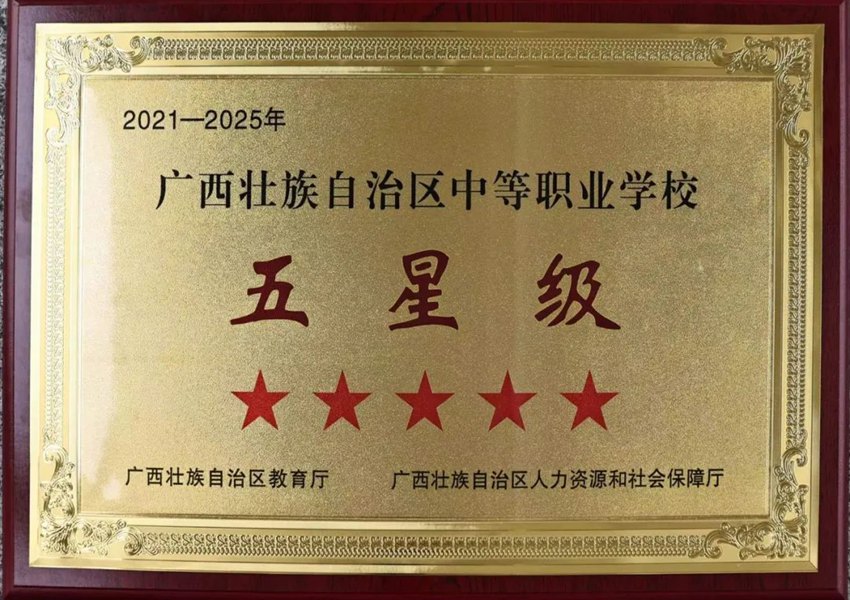 2021—2025年
广西壮族自治区中等职业学校
五星级
广西壮族自治区教育厅 广西壮族自治区人力资源和社会保障厅